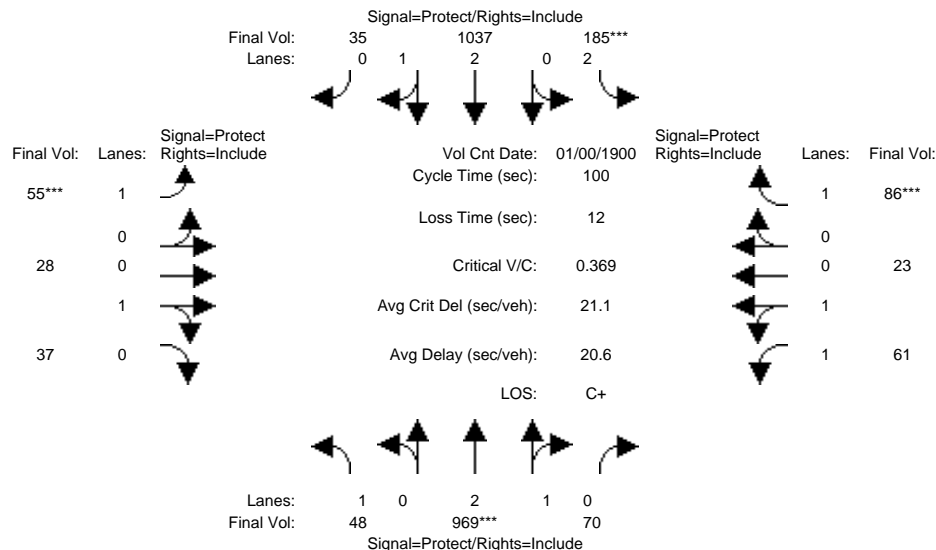 Signal=Protect/Rights=Include
Final Vol: 35 1037 185***
Lanes: 0 1 2 0 2
Signal=Protect Signal=Protect
Final Vol: Lanes: Rights=Include Vol Cnt Date: 01/00/1900 Rights=Include Lanes: Final Vol:
Cycle Time (sec): 100
55*** 1 1 86***
Loss Time (sec): 12
0 0
28 0 Critical V/C: 0.369 0 23
1 Avg Crit Del (sec/veh): 21.1 1
37 0 Avg Delay (sec/veh): 20.6 1 61
LOS: C+
Lanes: 1 0 2 1 0
Final Vol: 48 969*** 70
Signal=Protect/Rights=Include